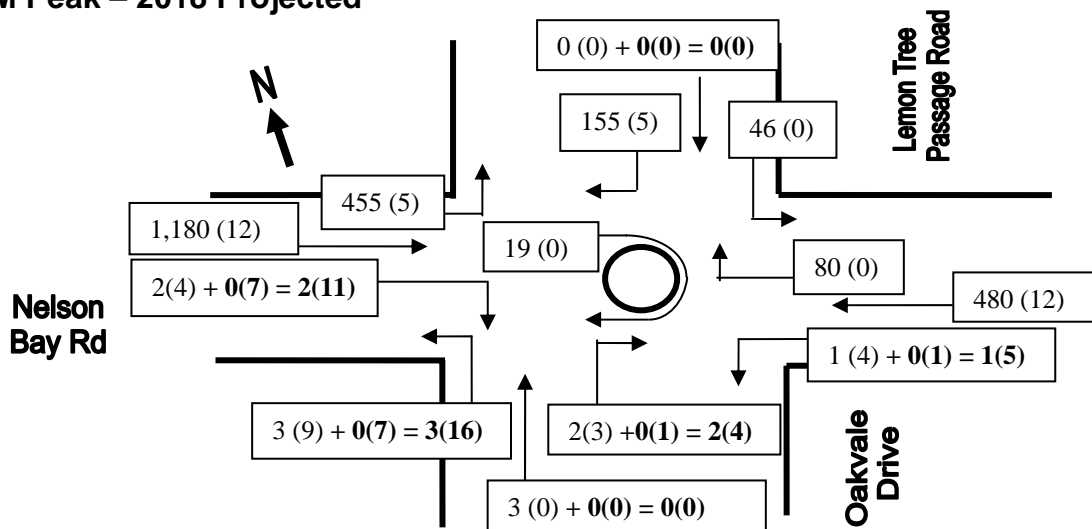 M Peak – 2018 Projected
0 (0) + 0(0) = 0(0)
Lemon Tree
Passage Road
N
155 (5)
46 (0)
455 (5)
1,180 (12)
19 (0)
80 (0)
2(4) + 0(7) = 2(11)
480 (12)
Nelson
Bay Rd
1 (4) + 0(1) = 1(5)
3 (9) + 0(7) = 3(16)
2(3) +0(1) = 2(4)
Oakvale
Drive
3 (0) + 0(0) = 0(0)